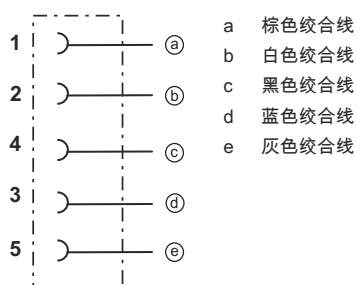 1 ⓐ
2 ⓑ
4 ⓒ
3 ⓓ
5 ⓔ
a 棕色绞合线
b 白色绞合线
c 黑色绞合线
d 蓝色绞合线
e 灰色绞合线